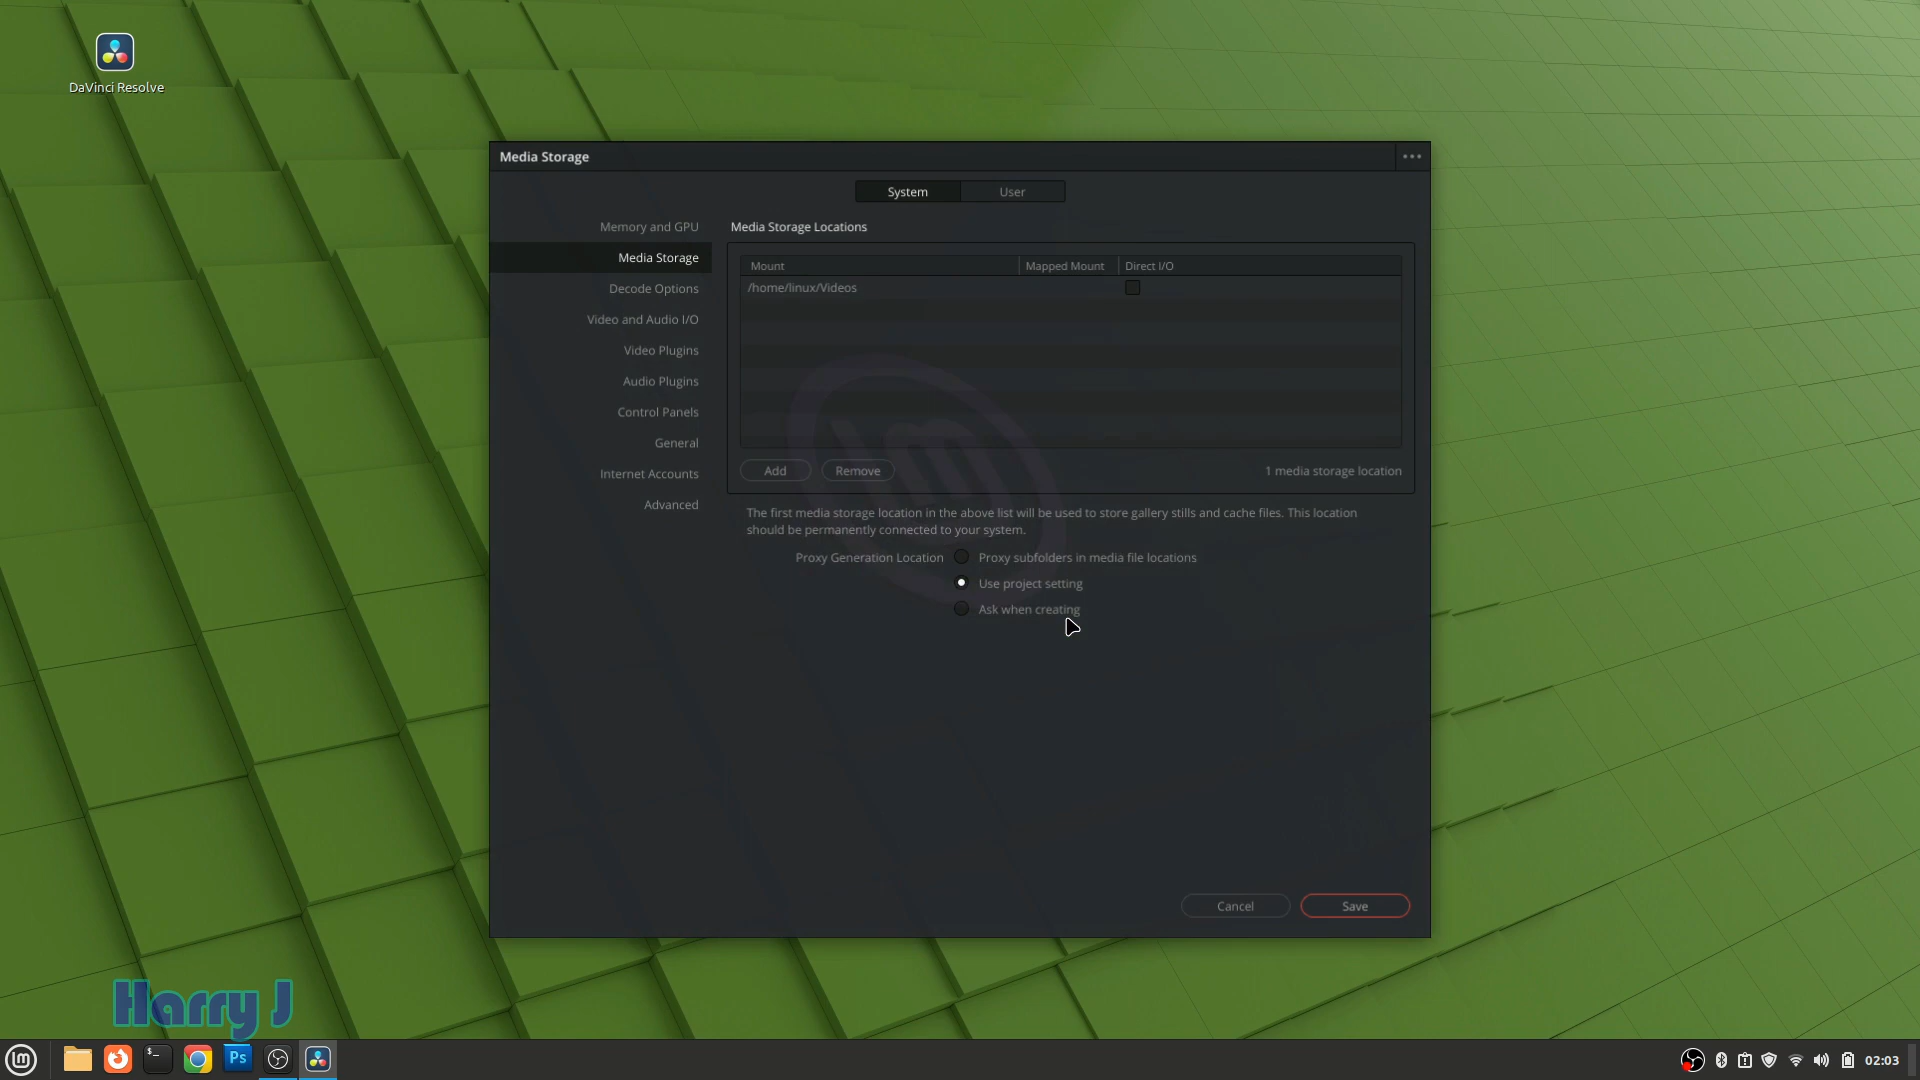 DaVinci Resolve
Media Storage
System
User
Memory and GPU
Media Storage
Decode Options
Video and Audio I/O
Video Plugins
Audio Plugins
Control Panels
General
Internet Accounts
Advanced
Media Storage Locations
Mount
Mapped Mount
Direct I/O
/home/linux/Videos
Add
Remove
1 media storage location
The first media storage location in the above list will be used to store gallery stills and cache files. This location
should be permanently connected to your system.
Proxy Generation Location
Proxy subfolders in media file locations
Use project setting
Ask when creating
Cancel
Save
Harry J
Ps
02:03